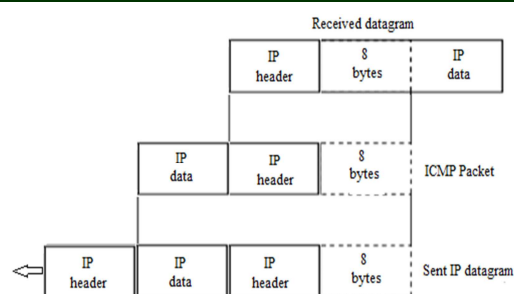 Received datagram
IP header
8 bytes
IP data
IP data
IP header
8 bytes
ICMP Packet
IP header
IP data
IP header
8 bytes
Sent IP datagram